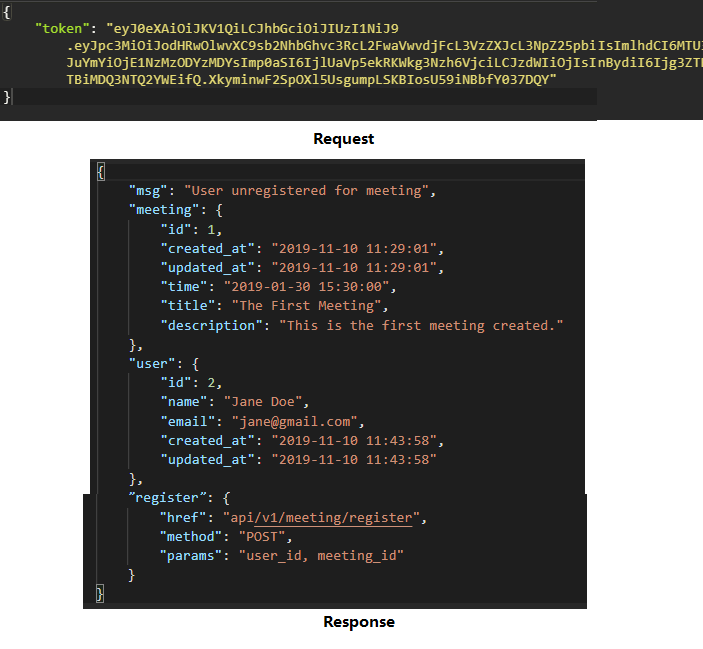 {
"token": "eyJ0eXAiOiJKV1QiLCJhbGciOiJIUzI1NiJ9
.eyJpc3MiOiJodHRwOlwvXC9sb2NhbGhvc3RcL2FwaVwvdjFcL3VzZXJcL3NpZ25pbiIsImlhdCI6MTU
JuYmYiOjE1NzMzODYzMDYsImp0aSI6IjlUaVp5ekRKWkg3Nzh6VjciLCJzdWIiOjIsInBydiI6Ijg3ZT
TBiMDQ3NTQ2YWEifQ.XkyminwF2SpOXl5UsgumpLSKBIosU59iNBbfY037DQY"
}
Request
{
"msg": "User unregistered for meeting",
"meeting": {
"id": 1,
"created_at": "2019-11-10 11:29:01",
"updated_at": "2019-11-10 11:29:01",
"time": "2019-01-30 15:30:00",
"title": "The First Meeting",
"description": "This is the first meeting created."
},
"user": {
"id": 2,
"name": "Jane Doe",
"email": "jane@gmail.com",
"created_at": "2019-11-10 11:43:58",
"updated_at": "2019-11-10 11:43:58"
},
”register”: {
"href": "api/v1/meeting/register",
"method": "POST",
"params": "user_id, meeting_id"
}
}
Response